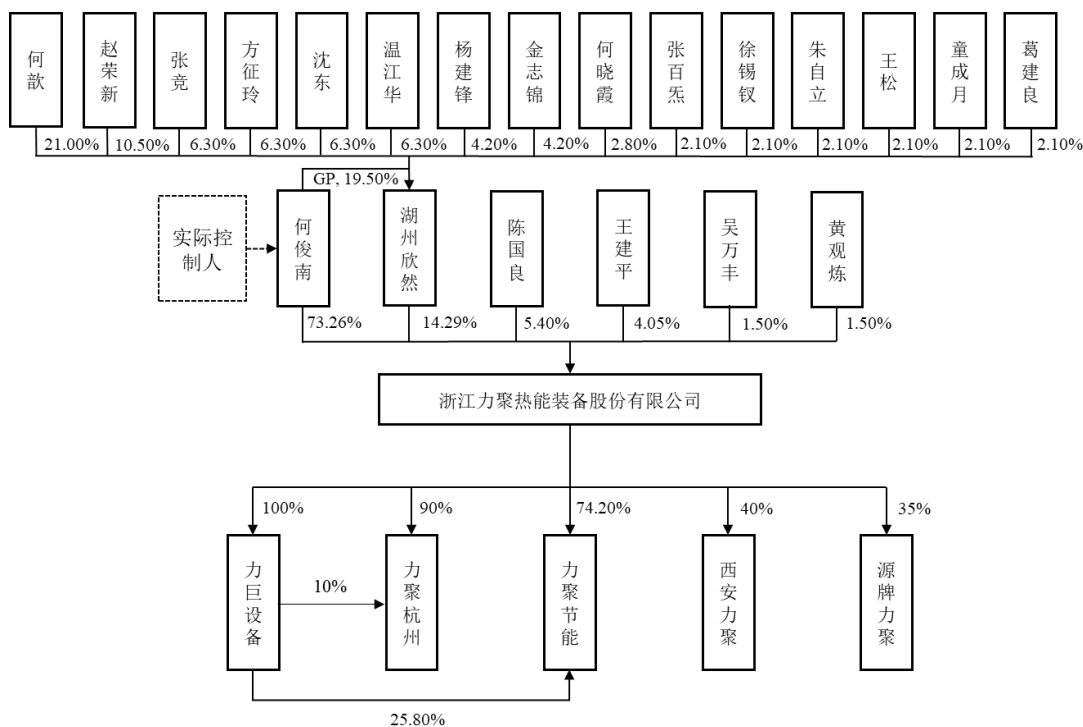 何歆
赵荣新
张竞
方征玲
沈东
温江华
杨建锋
金志锦
何晓霞
张百炁
徐锡钗
朱自立
王松
童成月
葛建良
21.00%
10.50%
6.30%
6.30%
6.30%
6.30%
4.20%
4.20%
2.80%
2.10%
2.10%
2.10%
2.10%
2.10%
2.10%
GP, 19.50%
实际控
制人
何俊南
湖州欣然
陈国良
王建平
吴万丰
黄观炼
73.26%
14.29%
5.40%
4.05%
1.50%
1.50%
浙江力聚热能装备股份有限公司
100%
90%
74.20%
40%
35%
力巨设备
10%
力聚杭州
力聚节能
西安力聚
源牌力聚
25.80%